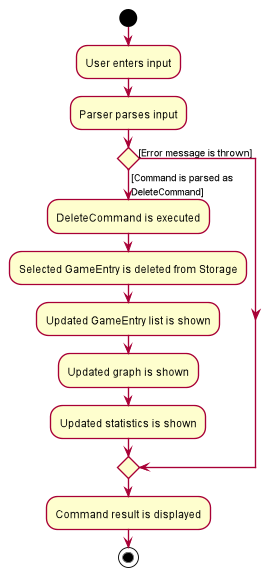 User enters input
Parser parses input
[Error message is thrown]
[Command is parsed as
DeleteCommand]
DeleteCommand is executed
Selected GameEntry is deleted from Storage
Updated GameEntry list is shown
Updated graph is shown
Updated statistics is shown
Command result is displayed